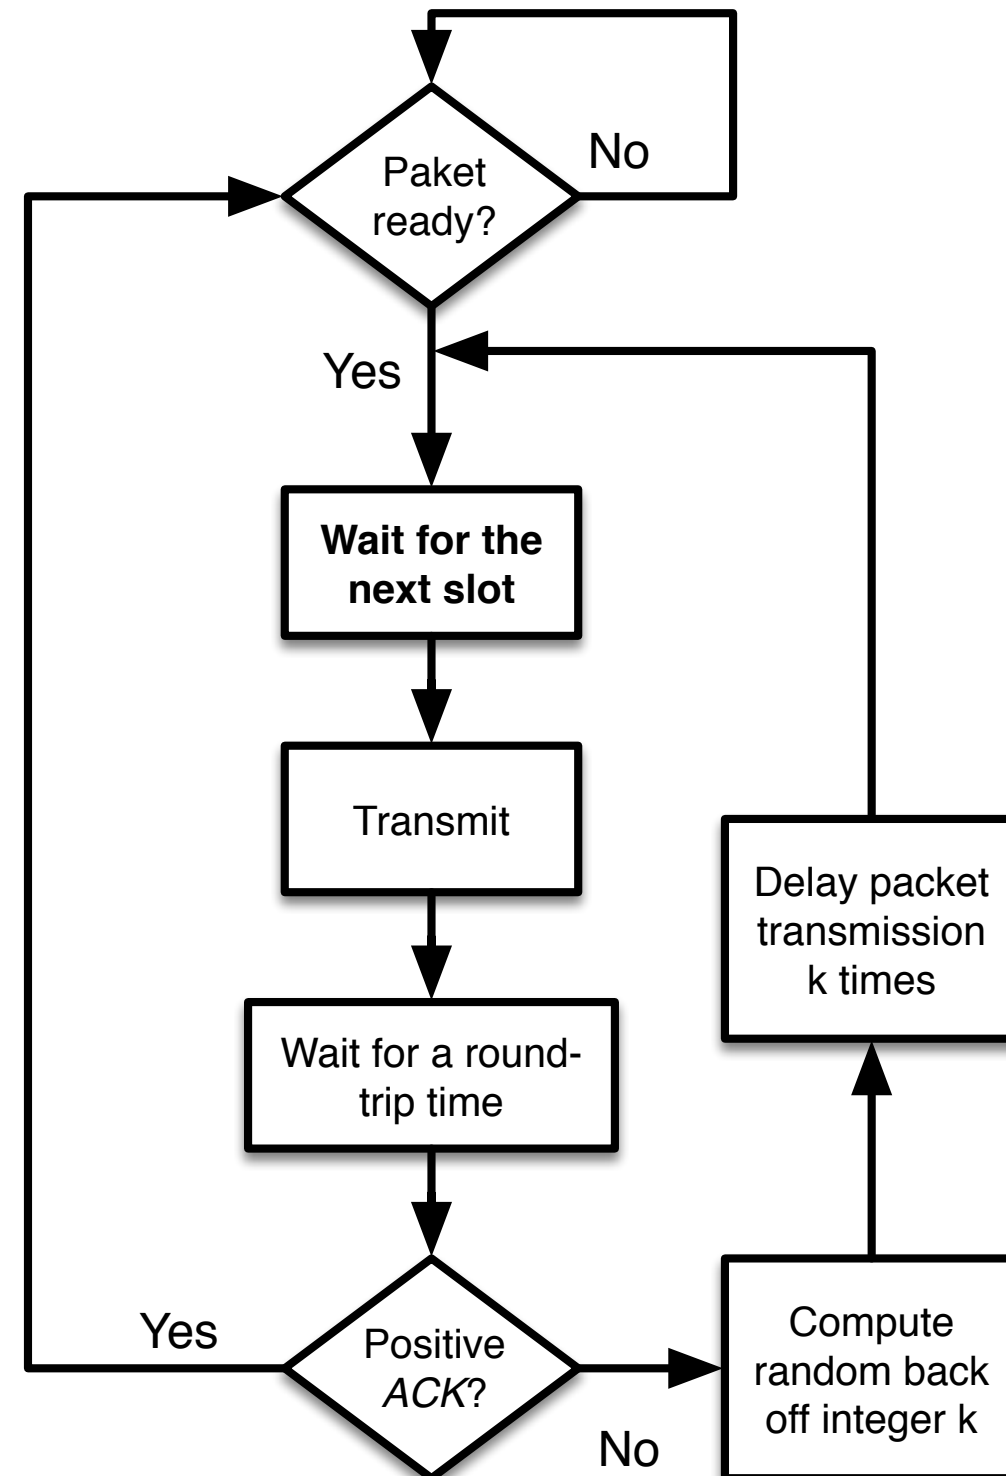 Paket
ready?
No
Yes
Wait for the
next slot
Transmit
Delay packet
transmission
k times
Wait for a round-
trip time
Yes
Positive
ACK?
No
Compute
random back
off integer k